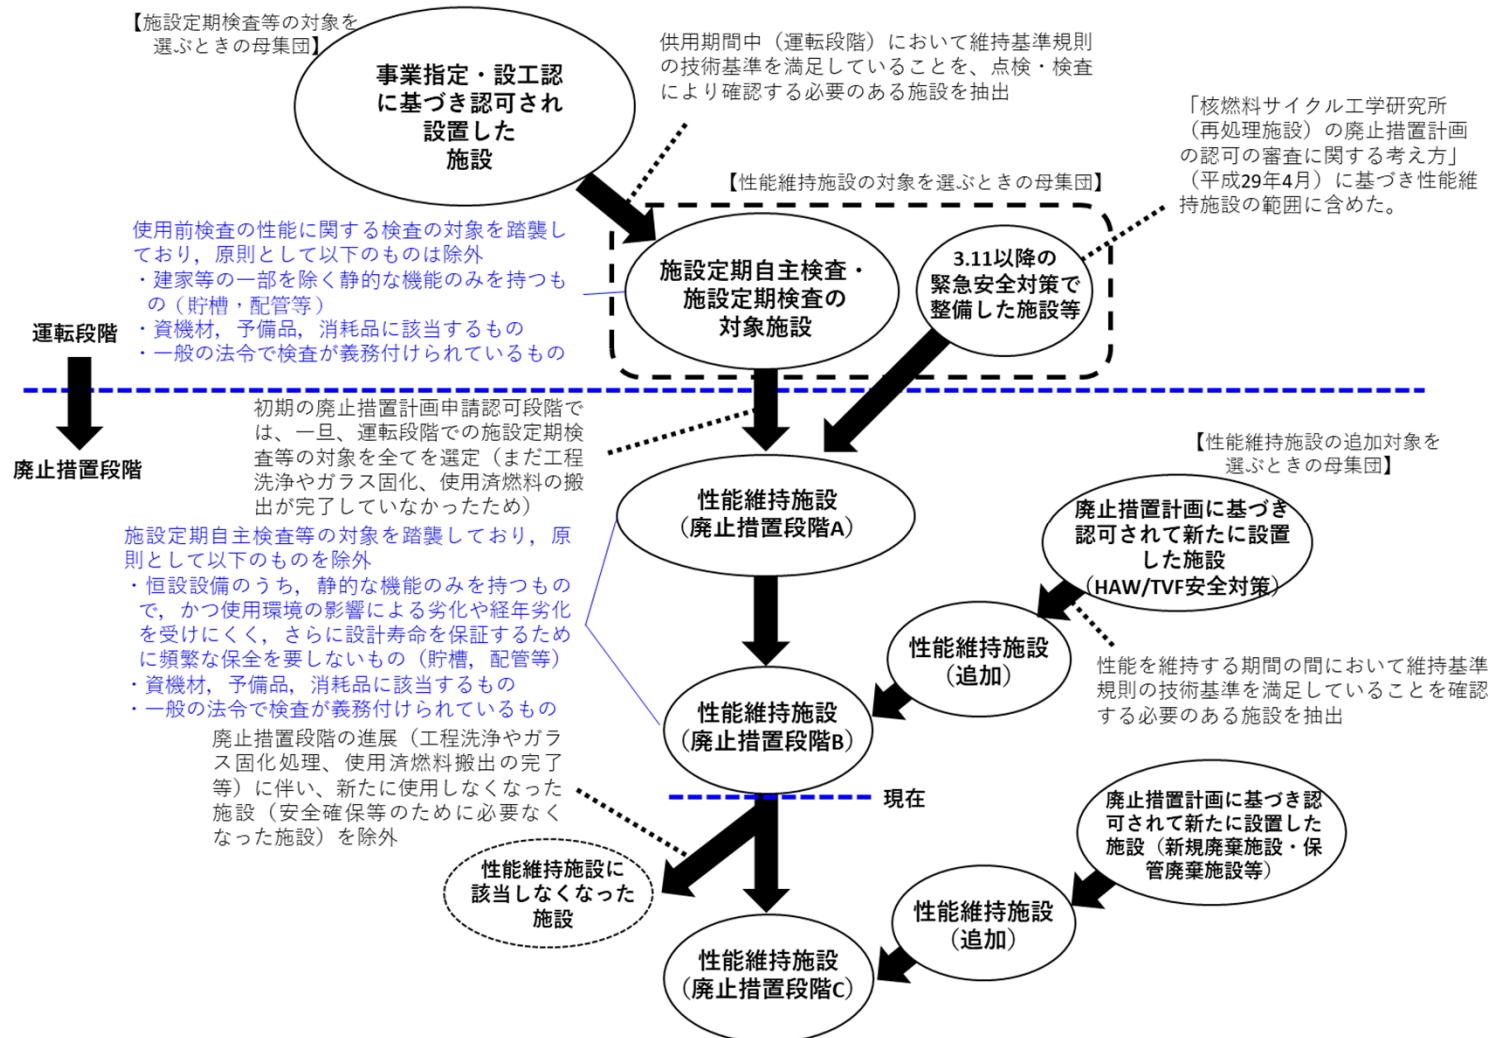 【施設定期検査等の対象を
選ぶときの母集団】
事業指定・設工認
に基づき認可され
設置した
施設
供用期間中（運転段階）において維持基準規則
の技術基準を満足していることを、点検・検査
により確認する必要のある施設を抽出
「核燃料サイクル工学研究所
（再処理施設）の廃止措置計画
の認可の審査に関する考え方」
（平成29年4月）に基づき性能維
持施設の範囲に含めた。
【性能維持施設の対象を選ぶときの母集団】
使用前検査の性能に関する検査の対象を踏襲し
ており，原則として以下のものは除外
・建家等の一部を除く静的な機能のみを持つも
の（貯槽，配管等）
・資機材，予備品，消耗品に該当するもの
・一般の法令で検査が義務付けられているもの
施設定期自主検査・
施設定期検査の
対象施設
3.11以降の
緊急安全対策で
整備した施設等
運転段階
廃止措置段階
初期の廃止措置計画申請認可段階で
は、一旦、運転段階での施設定期検
査等の対象を全てを選定（まだ工程
洗浄やガラス固化、使用済燃料の搬
出が完了していなかったため）
【性能維持施設の追加対象を
選ぶときの母集団】
性能維持施設
（廃止措置段階A）
廃止措置計画に基づき
認可されて新たに設置
した施設
（HAW/TVF安全対策）
施設定期自主検査等の対象を踏襲しており，原
則として以下のものを除外
・恒設設備のうち，静的な機能のみを持つもの
で，かつ使用環境の影響による劣化や経年劣化
を受けにくく，さらに設計寿命を保証するため
に頻繁な保全を要しないもの（貯槽，配管等）
・資機材，予備品，消耗品に該当するもの
・一般の法令で検査が義務付けられているもの
性能維持施設
（追加）
性能を維持する期間の間において維持基準
規則の技術基準を満足していることを確認
する必要のある施設を抽出
性能維持施設
（廃止措置段階B）
廃止措置段階の進展（工程洗浄やガラ
ス固化処理、使用済燃料搬出の完了
等）に伴い、新たに使用しなくなった
施設（安全確保等のために必要なく
なった施設）を除外
現在
廃止措置計画に基づき認
可されて新たに設置した
施設（新規廃棄施設・保
管廃棄施設等）
性能維持施設に
該当しなくなった
施設
性能維持施設
（追加）
性能維持施設
（廃止措置段階C）